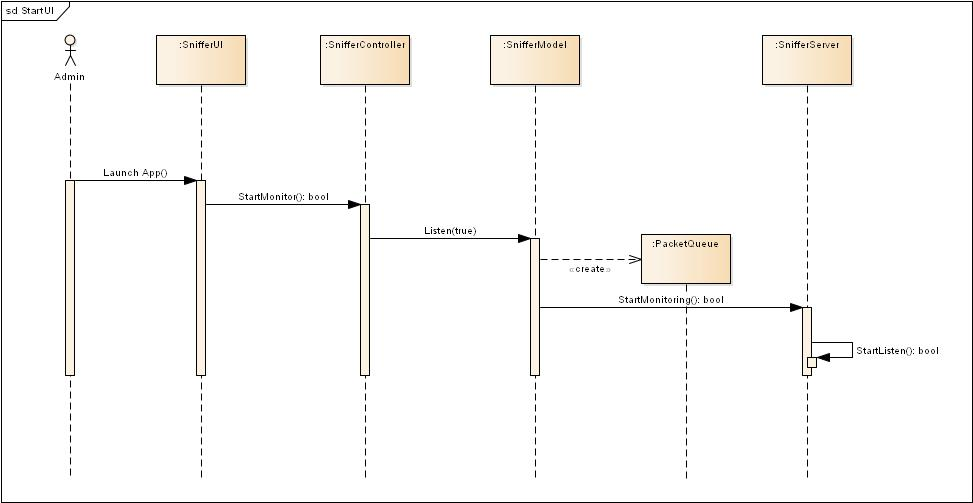 sd StartUI
:SnifferUI
:SnifferController
:SnifferModel
:SnifferServer
Admin
Launch App()
StartMonitor(): bool
Listen(true)
:PacketQueue
«create»
StartMonitoring(): bool
StartListen(): bool